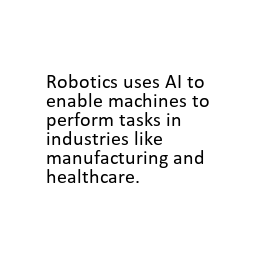 Robotics uses AI to
enable machines to
perform tasks in
industries like
manufacturing and
healthcare.